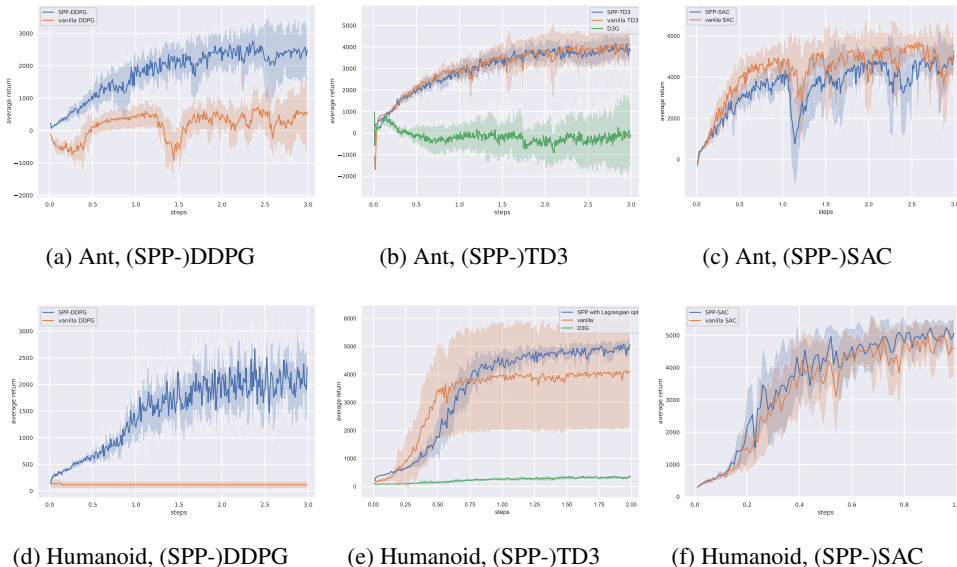 SPP-DDPG
vanilla DDPG
3000
2000
1000
0
−1000
−2000
average return
0.0 0.5 1.0 1.5 2.0 2.5 3.0
steps
(a) Ant, (SPP-)DDPG
SPP-TD3
vanilla TD3
D3G
5000
4000
3000
2000
1000
0
−1000
−2000
average return
0.0 0.5 1.0 1.5 2.0 2.5 3.0
steps
(b) Ant, (SPP-)TD3
SPP-SAC
vanilla SAC
6000
4000
2000
0
average return
0.0 0.5 1.0 1.5 2.0 2.5 3.0
steps
(c) Ant, (SPP-)SAC
SPP-DDPG
vanilla DDPG
3000
2500
2000
1500
1000
500
0
average return
0.0 0.5 1.0 1.5 2.0 2.5 3.0
steps
(d) Humanoid, (SPP-)DDPG
SPP with Lagrangian opt
vanilla
D3G
6000
5000
4000
3000
2000
1000
0
average return
0.00 0.25 0.50 0.75 1.00 1.25 1.50 1.75 2.00
steps
(e) Humanoid, (SPP-)TD3
SPP-SAC
vanilla SAC
5000
4000
3000
2000
1000
0
average return
0.0 0.2 0.4 0.6 0.8 1.
steps
(f) Humanoid, (SPP-)SAC